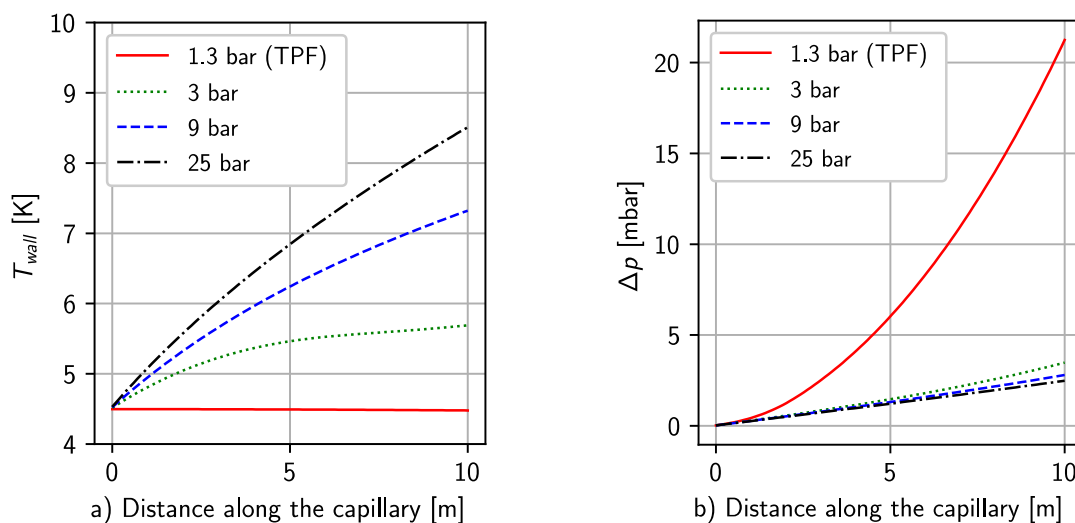 10
9
8
7
6
5
4
T_wall [K]
1.3 bar (TPF)
3 bar
9 bar
25 bar
0
5
10
a) Distance along the capillary [m]
20
15
10
5
0
Δp [mbar]
1.3 bar (TPF)
3 bar
9 bar
25 bar
0
5
10
b) Distance along the capillary [m]